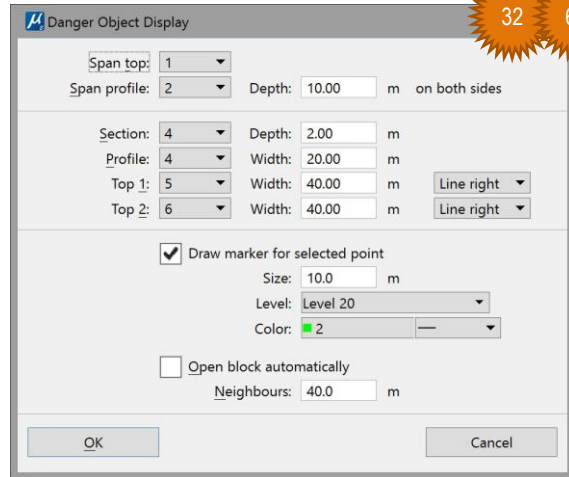 Danger Object Display
32
Span top: 1
Span profile: 2 Depth: 10.00 m on both sides
Section: 4 Depth: 2.00 m
Profile: 4 Width: 20.00 m
Top 1: 5 Width: 40.00 m Line right
Top 2: 6 Width: 40.00 m Line right
Draw marker for selected point
Size: 10.0 m
Level: Level 20
Color: 2
Open block automatically
Neighbours: 40.0 m
OK Cancel